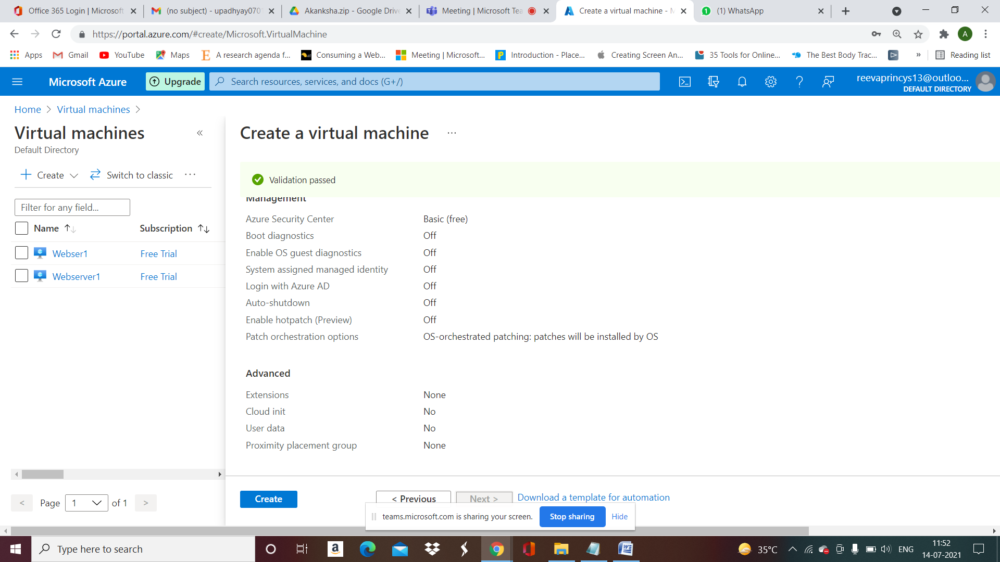 Office 365 Login | Microsoft
(no subject) - upadhyay070
Akanksha.zip - Google Drive
Meeting | Microsoft Tea
Create a virtual machine - M
(1) WhatsApp
https://portal.azure.com/#create/Microsoft.VirtualMachine
A
Apps
Gmail
YouTube
Maps
A research agenda f...
Consuming a Web...
Meeting | Microsoft...
Introduction - Place...
Creating Screen An...
35 Tools for Online...
The Best Body Trac...
»
Reading list
Microsoft Azure
Upgrade
Search resources, services, and docs (G+/)
reevaprincys13@outloo...
DEFAULT DIRECTORY
Home > Virtual machines >
Virtual machines
Default Directory
Create
Switch to classic
...
Filter for any field...
Name
Subscription
Webser1
Free Trial
Webserver1
Free Trial
< Page 1 of 1 >
Create a virtual machine
...
Validation passed
Management
Azure Security Center Basic (free)
Boot diagnostics Off
Enable OS guest diagnostics Off
System assigned managed identity Off
Login with Azure AD Off
Auto-shutdown Off
Enable hotpatch (Preview) Off
Patch orchestration options OS-orchestrated patching: patches will be installed by OS
Advanced
Extensions None
Cloud init No
User data No
Proximity placement group None
Create
< Previous
Next >
Download a template for automation
teams.microsoft.com is sharing your screen.
Stop sharing
Hide
Type here to search
35°C
ENG
11:52
14-07-2021